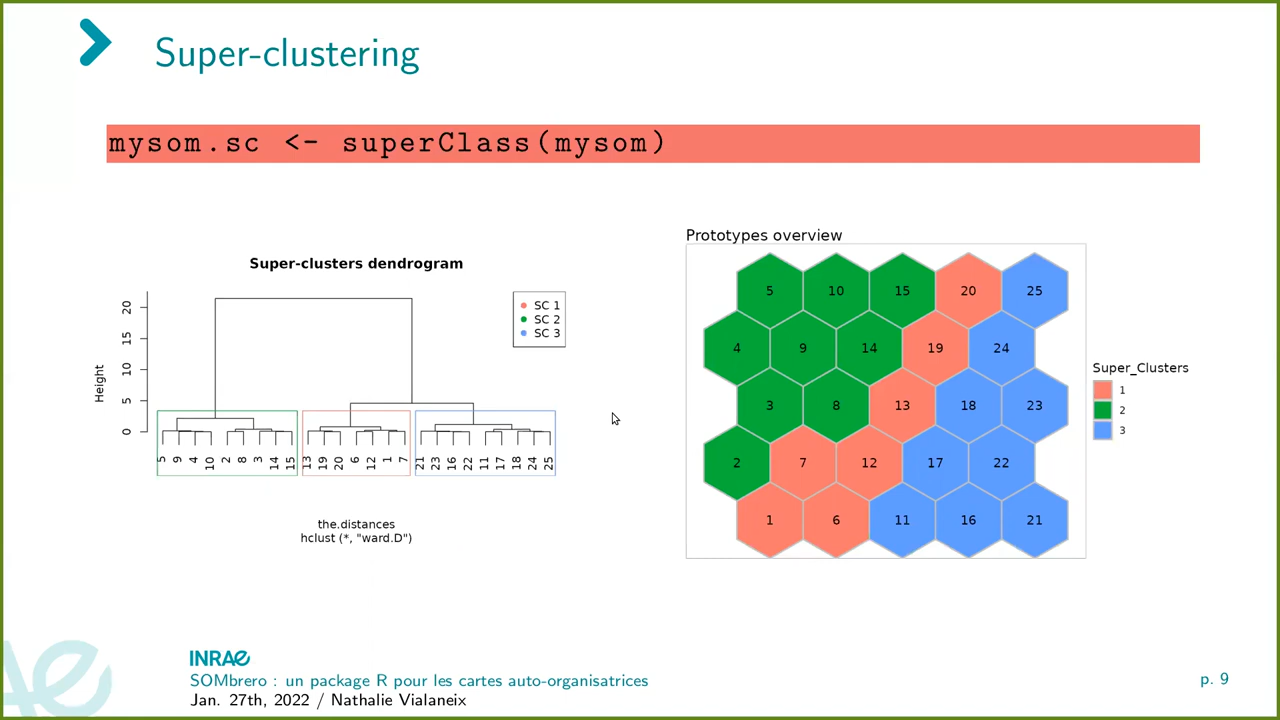 Super-clustering
mysom.sc <- superClass(mysom)
Super-clusters dendrogram
SC 1
SC 2
SC 3
Height
0 5 10 15 20
5 9 4 10 2 8 3 14 15 13 19 20 6 12 1 7 21 23 16 22 11 17 18 24 25
the.distances
hclust (*, "ward.D")
Prototypes overview
5 10 15 20 25
4 9 14 19 24
3 8 13 18 23
2 7 12 17 22
1 6 11 16 21
Super_Clusters
1
2
3
INRAE
SOMbrero : un package R pour les cartes auto-organisatrices
Jan. 27th, 2022 / Nathalie Vialaneix
p. 9